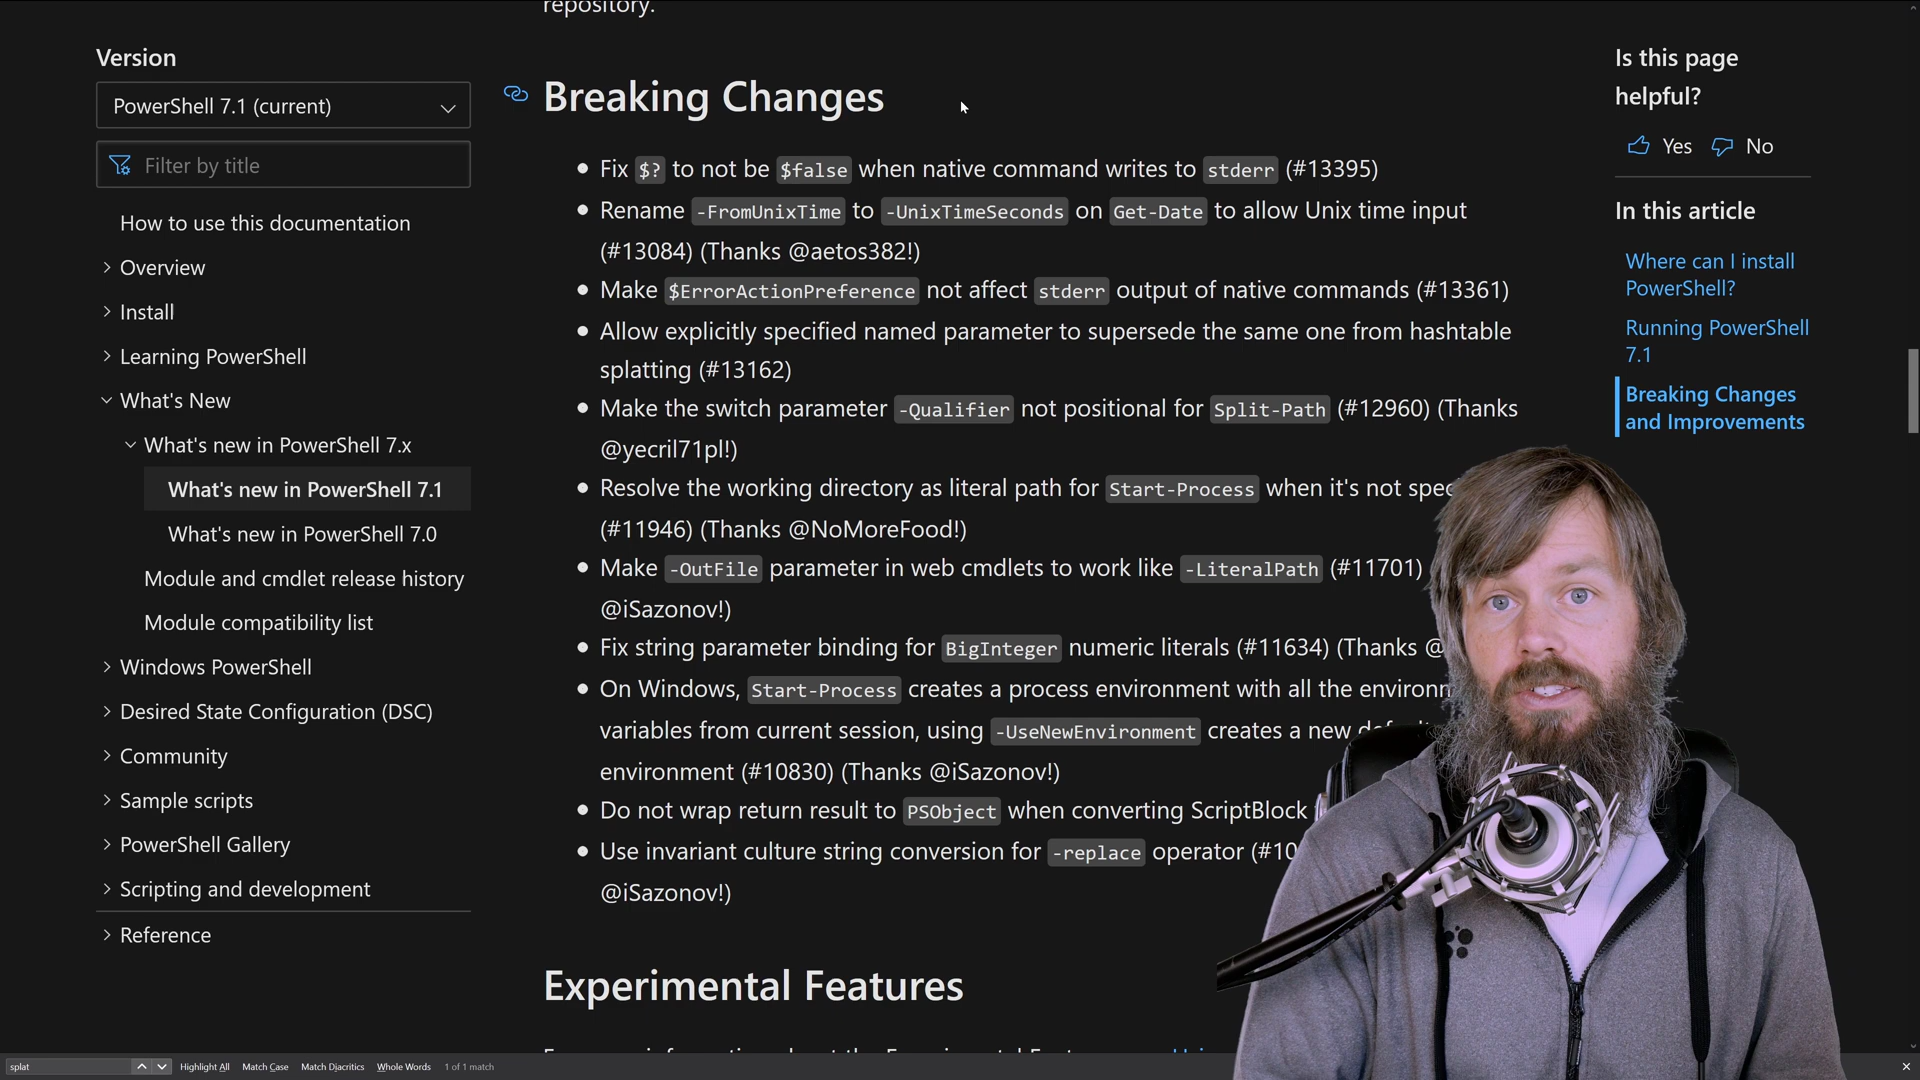 repository.
Version
PowerShell 7.1 (current)
Filter by title
How to use this documentation
Overview
Install
Learning PowerShell
What's New
What's new in PowerShell 7.x
What's new in PowerShell 7.1
What's new in PowerShell 7.0
Module and cmdlet release history
Module compatibility list
Windows PowerShell
Desired State Configuration (DSC)
Community
Sample scripts
PowerShell Gallery
Scripting and development
Reference
Breaking Changes
Fix $? to not be $false when native command writes to stderr (#13395)
Rename -FromUnixTime to -UnixTimeSeconds on Get-Date to allow Unix time input
(#13084) (Thanks @aetos382!)
Make $ErrorActionPreference not affect stderr output of native commands (#13361)
Allow explicitly specified named parameter to supersede the same one from hashtable
splatting (#13162)
Make the switch parameter -Qualifier not positional for Split-Path (#12960) (Thanks
@yecril71pl!)
Resolve the working directory as literal path for Start-Process when it's not
(#11946) (Thanks @NoMoreFood!)
Make -OutFile parameter in web cmdlets to work like -LiteralPath (#11701)
@iSazonov!)
Fix string parameter binding for BigInteger numeric literals (#11634) (Thanks @
On Windows, Start-Process creates a process environment with all the
variables from current session, using -UseNewEnvironment creates a new
environment (#10830) (Thanks @iSazonov!)
Do not wrap return result to PSObject when converting ScriptBlock
Use invariant culture string conversion for -replace operator (#10
@iSazonov!)
Experimental Features
Is this page
helpful?
Yes No
In this article
Where can I install
PowerShell?
Running PowerShell
7.1
Breaking Changes
and Improvements
splat Highlight All Match Case Match Diacritics Whole Words 1 of 1 match